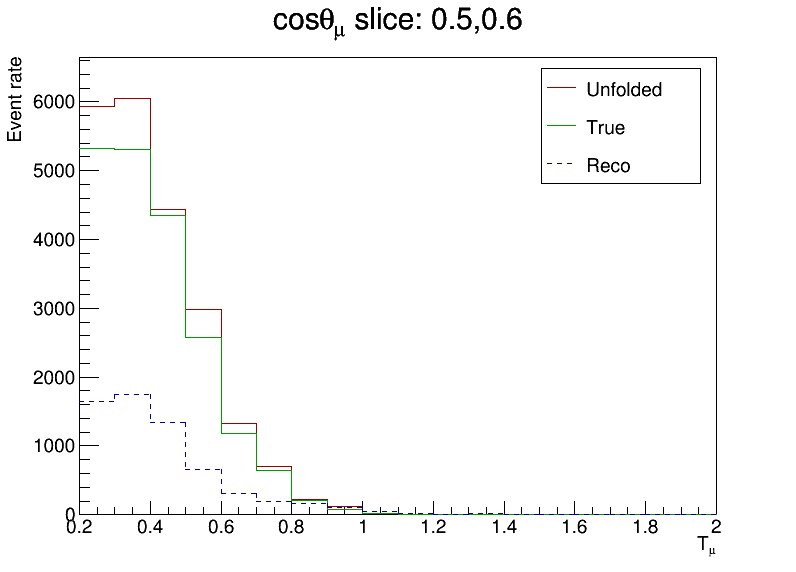 cosθμ slice: 0.5,0.6
Event rate
6000
5000
4000
3000
2000
1000
0
0.2 0.4 0.6 0.8 1 1.2 1.4 1.6 1.8 2
Tμ
Unfolded
True
Reco